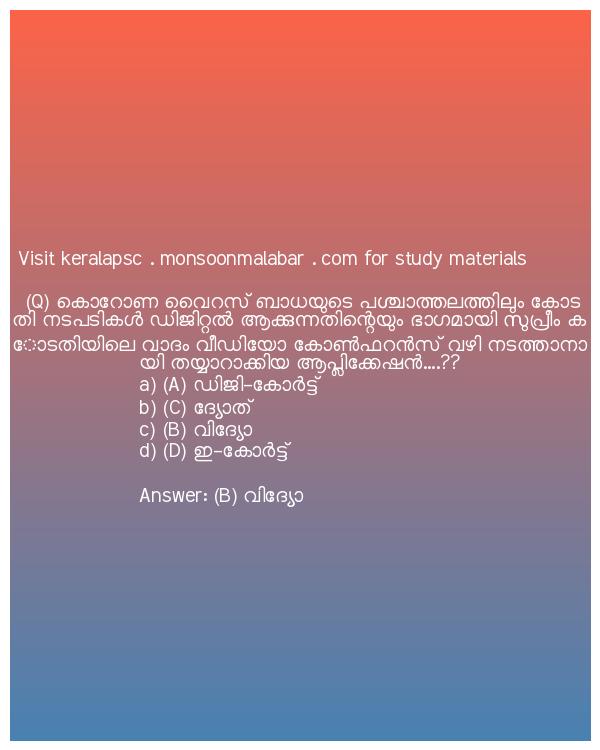 Visit keralapsc . monsoonmalabar . com for study materials
(Q) കൊറോണ വൈറസ് ബാധയുടെ പശ്ചാത്തലത്തിലും കോട
തി നടപടികൾ ഡിജിറ്റൽ ആക്കുന്നതിന്റെയും ഭാഗമായി സുപ്രീം ക
ോടതിയിലെ വാദം വീഡിയോ കോൺഫറൻസ് വഴി നടത്താനാ
യി തയ്യാറാക്കിയ ആപ്ലിക്കേഷൻ....??
a) (A) ഡിജി-കോർട്ട്
b) (C) ദ്യോത്
c) (B) വിദ്യോ
d) (D) ഇ-കോർട്ട്
Answer: (B) വിദ്യോ